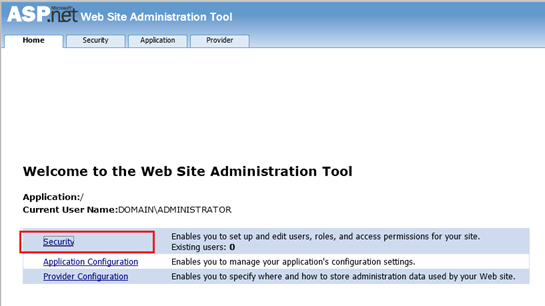 Microsoft
ASP.net Web Site Administration Tool
Home Security Application Provider
Welcome to the Web Site Administration Tool
Application:/
Current User Name:DOMAIN\ADMINISTRATOR
Security Enables you to set up and edit users, roles, and access permissions for your site.
Existing users: 0
Application Configuration Enables you to manage your application's configuration settings.
Provider Configuration Enables you to specify where and how to store administration data used by your Web site.